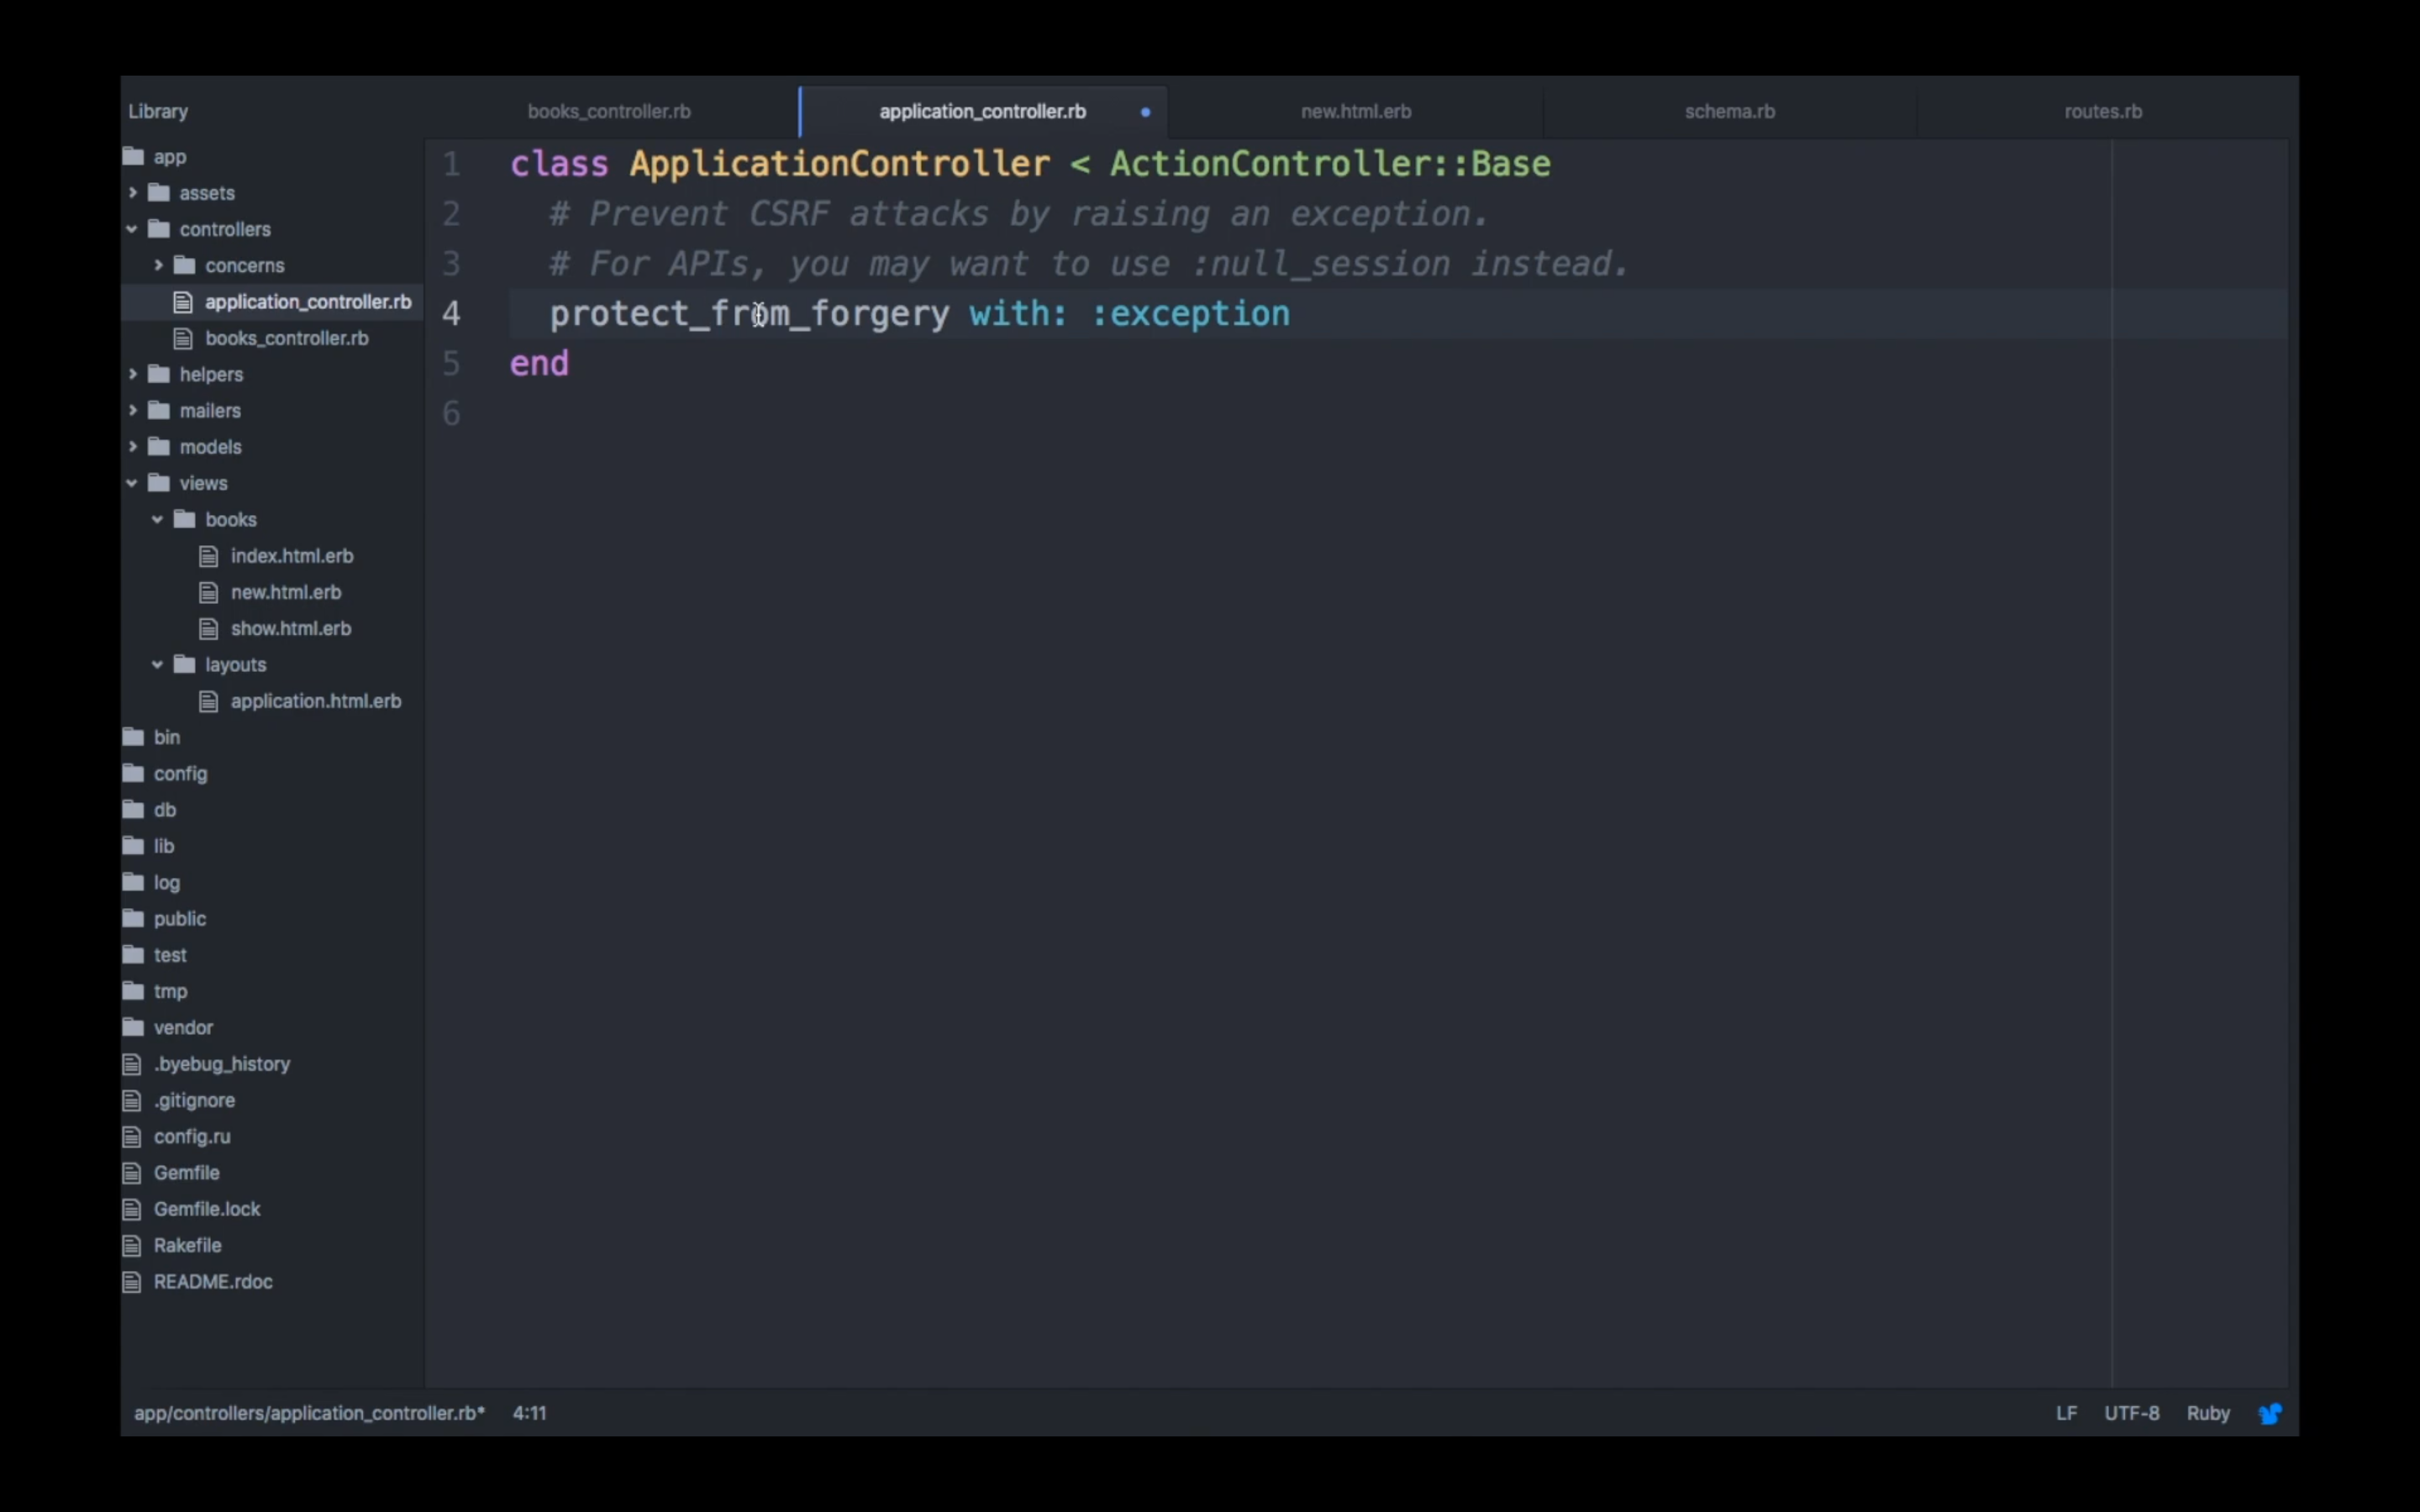 Library
books_controller.rb
application_controller.rb
new.html.erb
schema.rb
routes.rb
app
assets
controllers
concerns
application_controller.rb
books_controller.rb
helpers
mailers
models
views
books
index.html.erb
new.html.erb
show.html.erb
layouts
application.html.erb
bin
config
db
lib
log
public
test
tmp
vendor
.byebug_history
.gitignore
config.ru
Gemfile
Gemfile.lock
Rakefile
README.rdoc
1 class ApplicationController < ActionController::Base
2 # Prevent CSRF attacks by raising an exception.
3 # For APIs, you may want to use :null_session instead.
4 protect_from_forgery with: :exception
5 end
6
app/controllers/application_controller.rb* 4:11
LF UTF-8 Ruby